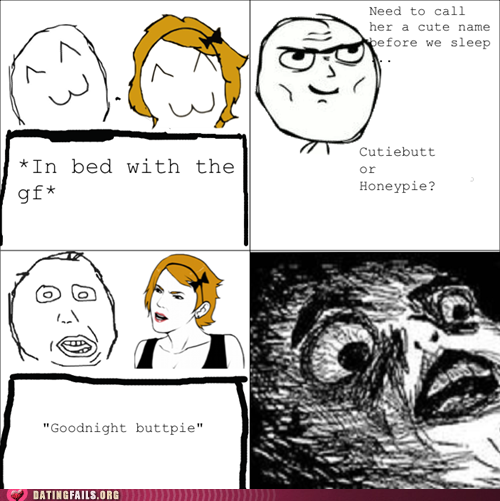 *In bed with the
gf*
Need to call
her a cute name
before we sleep
...
Cutiebutt
or
Honeypie?
"Goodnight buttpie"
DATINGFAILS.ORG